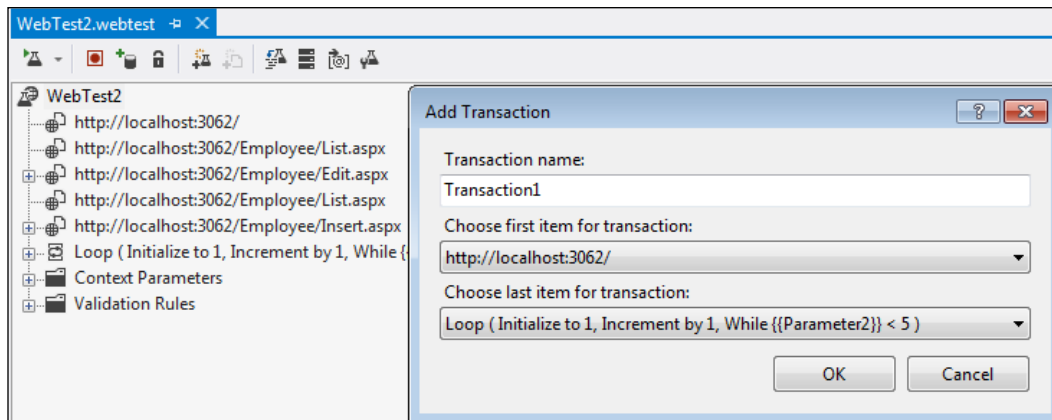 WebTest2.webtest
WebTest2
http://localhost:3062/
http://localhost:3062/Employee/List.aspx
http://localhost:3062/Employee/Edit.aspx
http://localhost:3062/Employee/List.aspx
http://localhost:3062/Employee/Insert.aspx
Loop ( Initialize to 1, Increment by 1, While {
Context Parameters
Validation Rules
Add Transaction
Transaction name:
Transaction1
Choose first item for transaction:
http://localhost:3062/
Choose last item for transaction:
Loop ( Initialize to 1, Increment by 1, While {{Parameter2}} < 5 )
OK Cancel